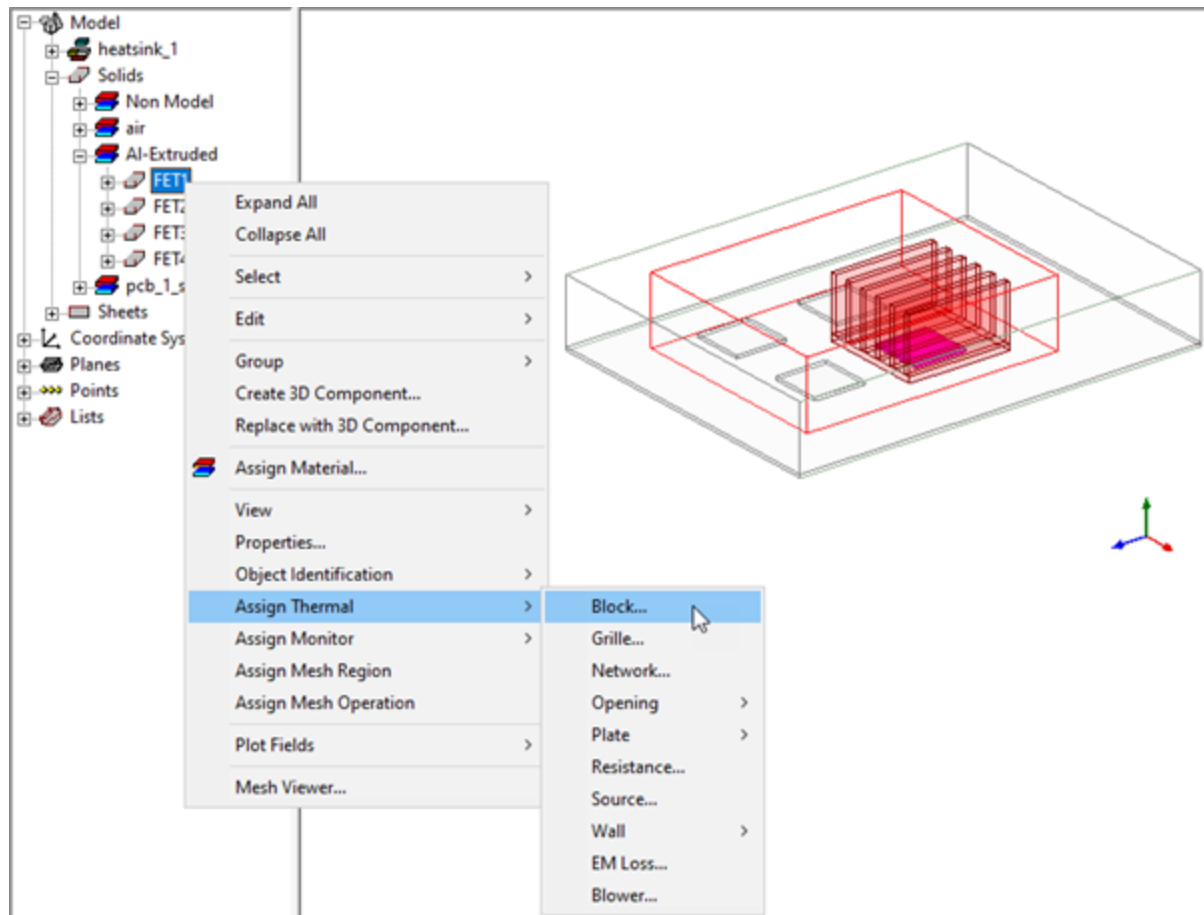 Model
heatsink_1
Solids
Non Model
air
Al-Extruded
FET1
FET2
FET3
FET4
pcb_1_s
Sheets
Coordinate Sys
Planes
Points
Lists
Expand All
Collapse All
Select
Edit
Group
Create 3D Component...
Replace with 3D Component...
Assign Material...
View
Properties...
Object Identification
Assign Thermal
Assign Monitor
Assign Mesh Region
Assign Mesh Operation
Plot Fields
Mesh Viewer...
Block...
Grille...
Network...
Opening
Plate
Resistance...
Source...
Wall
EM Loss...
Blower...